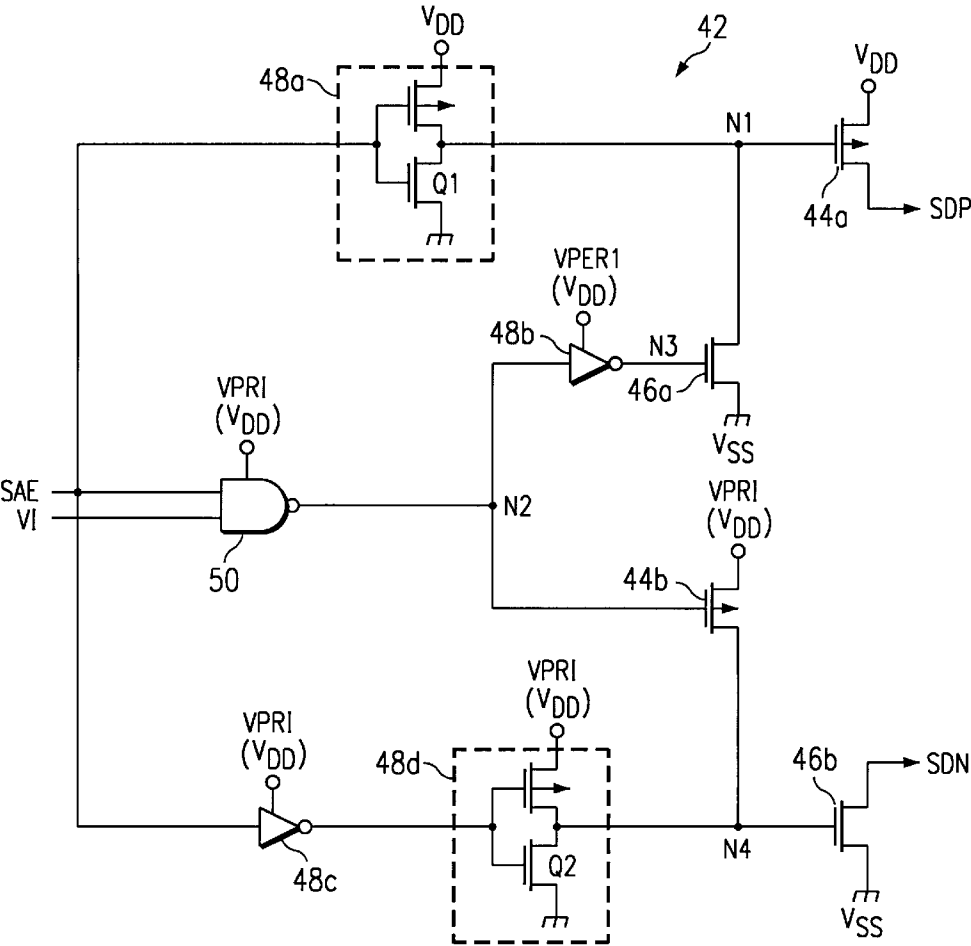 VDD
42
48a
VDD
N1
Q1
44a
SDP
VPER1
(VDD)
48b
N3
46a
VSS
VPRI
(VDD)
SAE
VI
N2
50
VPRI
(VDD)
44b
VPRI
(VDD)
VPRI
(VDD)
48d
46b
SDN
48c
Q2
N4
VSS